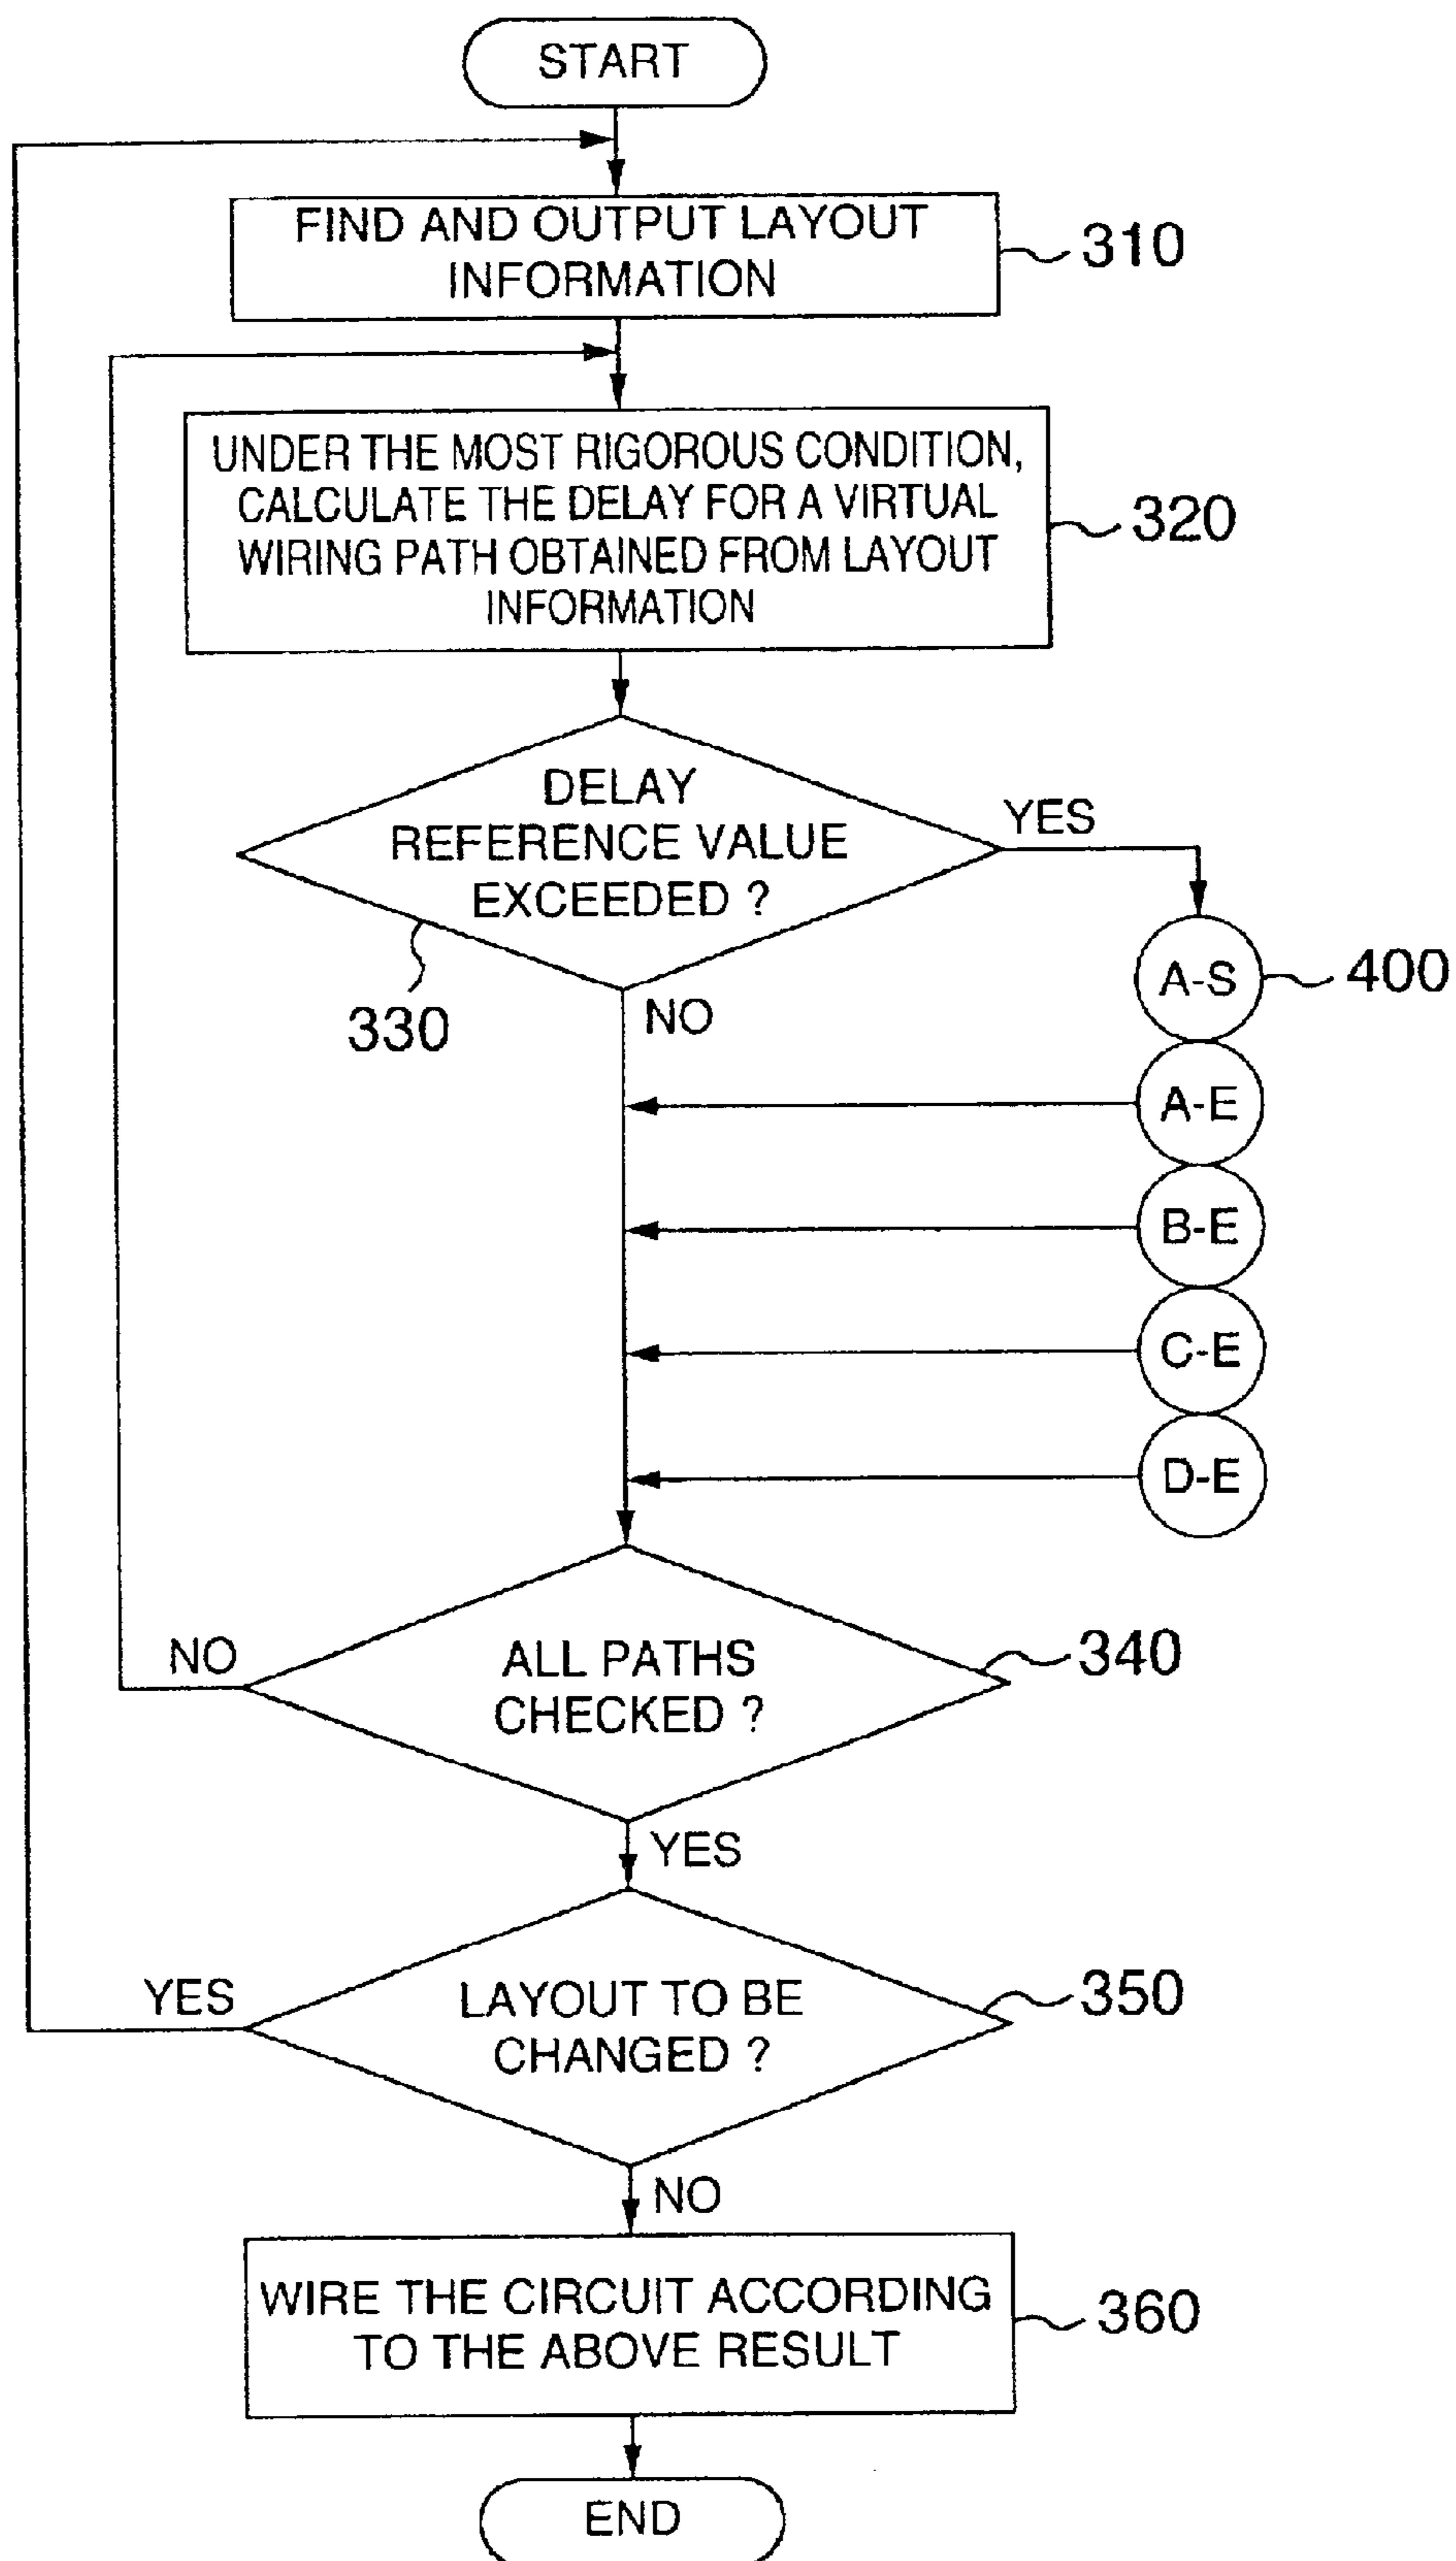 START
FIND AND OUTPUT LAYOUT
INFORMATION
310
UNDER THE MOST RIGOROUS CONDITION,
CALCULATE THE DELAY FOR A VIRTUAL
WIRING PATH OBTAINED FROM LAYOUT
INFORMATION
320
DELAY
REFERENCE VALUE
EXCEEDED ?
YES
330
NO
A-S
400
A-E
B-E
C-E
D-E
NO
ALL PATHS
CHECKED ?
340
YES
YES
LAYOUT TO BE
CHANGED ?
350
NO
WIRE THE CIRCUIT ACCORDING
TO THE ABOVE RESULT
360
END